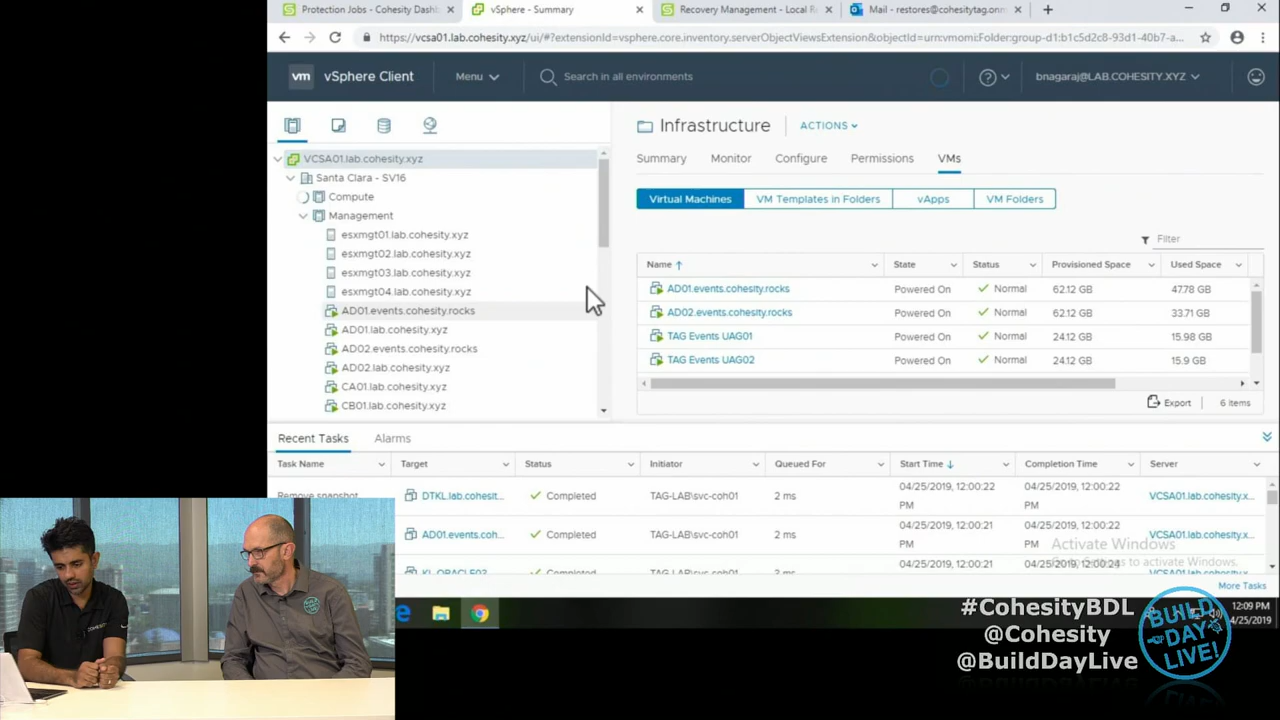 Protection Jobs - Cohesity Dashb
vSphere - Summary
Recovery Management - Local R
Mail - restores@cohesitytag.onm
https://vcsa01.lab.cohesity.xyz/ui/#?extensionId=vsphere.core.inventory.serverObjectViewsExtension&objectId=urn:vmomi:Folder:group-d1:b1c5d2c8-93d1-40b7-a...
vm vSphere Client
Menu
Search in all environments
bnagaraj@LAB.COHESITY.XYZ
VCSA01.lab.cohesity.xyz
Santa Clara - SV16
Compute
Management
esxmgt01.lab.cohesity.xyz
esxmgt02.lab.cohesity.xyz
esxmgt03.lab.cohesity.xyz
esxmgt04.lab.cohesity.xyz
AD01.events.cohesity.rocks
AD01.lab.cohesity.xyz
AD02.events.cohesity.rocks
AD02.lab.cohesity.xyz
CA01.lab.cohesity.xyz
CB01.lab.cohesity.xyz
Infrastructure ACTIONS
Summary Monitor Configure Permissions VMs
Virtual Machines VM Templates in Folders vApps VM Folders
Filter
Name State Status Provisioned Space Used Space
AD01.events.cohesity.rocks Powered On Normal 62.12 GB 47.78 GB
AD02.events.cohesity.rocks Powered On Normal 62.12 GB 33.71 GB
TAG Events UAG01 Powered On Normal 24.12 GB 15.98 GB
TAG Events UAG02 Powered On Normal 24.12 GB 15.9 GB
Export 6 items
Recent Tasks Alarms
Task Name Target Status Initiator Queued For Start Time Completion Time Server
Remove snapshot DTKL.lab.cohesit... Completed TAG-LAB\svc-coh01 2 ms 04/25/2019, 12:00:22 PM 04/25/2019, 12:00:22 PM VCSA01.lab.cohesity.x...
AD01.events.coh... Completed TAG-LAB\svc-coh01 2 ms 04/25/2019, 12:00:21 PM 04/25/2019, 12:00:22 PM VCSA01.lab.cohesity.x...
KL_ORACLE503 Completed TAG-LAB\svc-coh01 2 ms 04/25/2019, 12:00:21 VCSA01.lab.cohesity.x...
Activate Windows
More Tasks
12:09 PM
4/25/2019
#CohesityBDL
@Cohesity
@BuildDayLive
BUILD
DAY
LIVE!